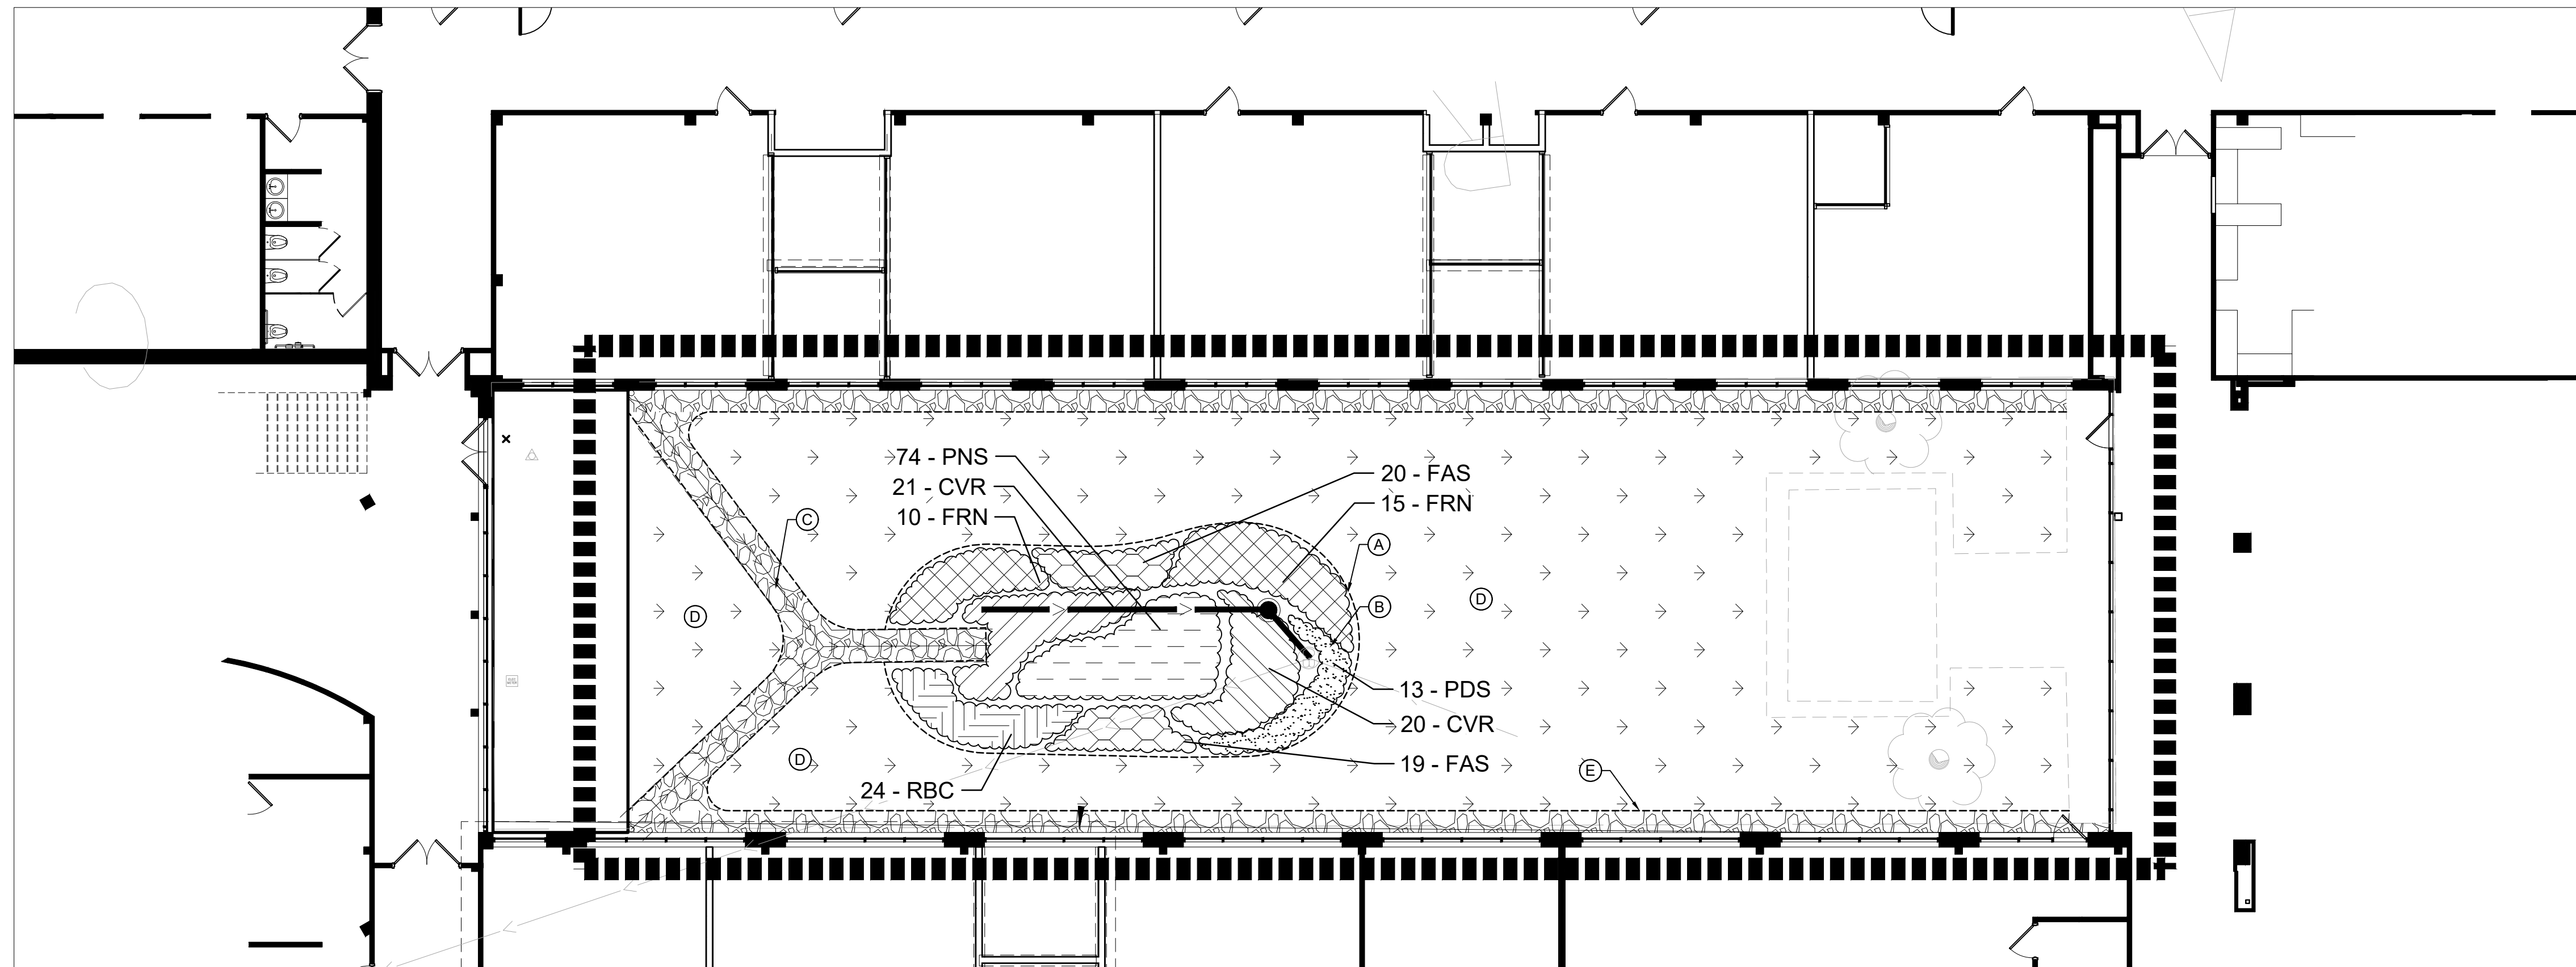 74 - PNS
21 - CVR
10 - FRN
20 - FAS
15 - FRN
C
A
B
D
D
D
13 - PDS
20 - CVR
19 - FAS
E
24 - RBC